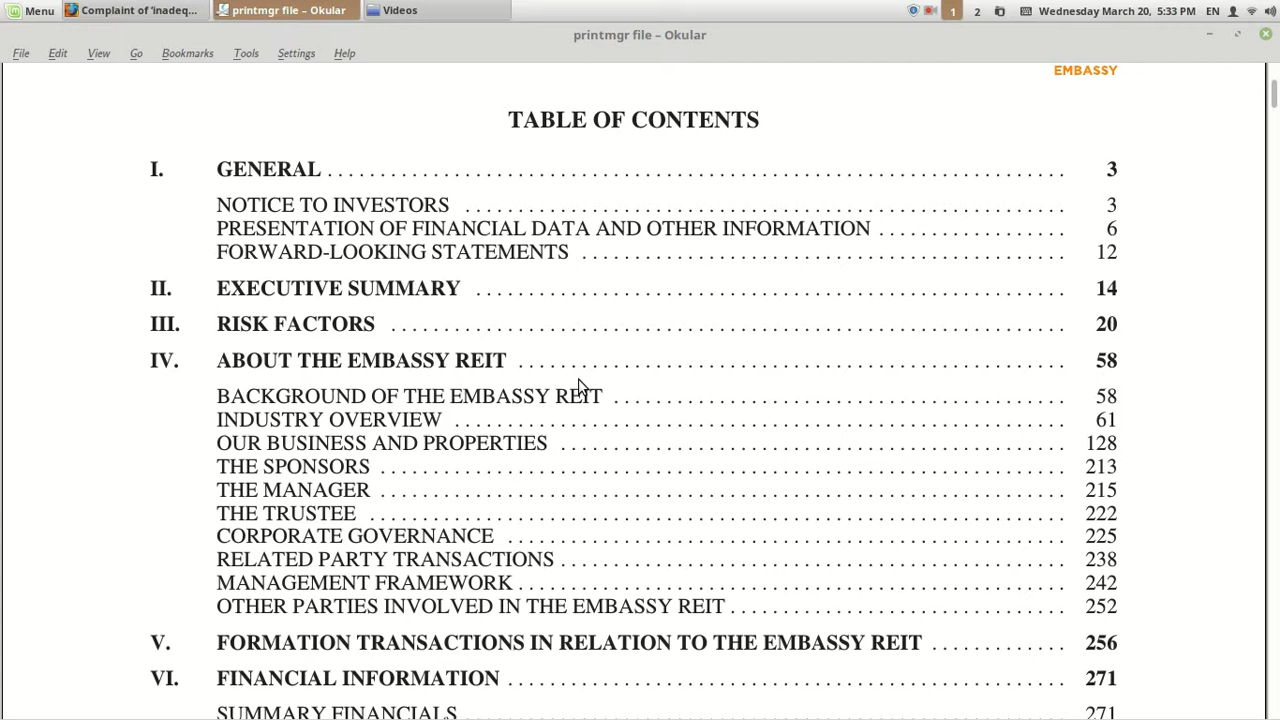 Menu Complaint of 'inadeq... printmgr file – Okular Videos 1 2 Wednesday March 20, 5:33 PM EN
printmgr file – Okular
File Edit View Go Bookmarks Tools Settings Help
EMBASSY
TABLE OF CONTENTS
I. GENERAL 3
NOTICE TO INVESTORS 3
PRESENTATION OF FINANCIAL DATA AND OTHER INFORMATION 6
FORWARD-LOOKING STATEMENTS 12
II. EXECUTIVE SUMMARY 14
III. RISK FACTORS 20
IV. ABOUT THE EMBASSY REIT 58
BACKGROUND OF THE EMBASSY REIT 58
INDUSTRY OVERVIEW 61
OUR BUSINESS AND PROPERTIES 128
THE SPONSORS 213
THE MANAGER 215
THE TRUSTEE 222
CORPORATE GOVERNANCE 225
RELATED PARTY TRANSACTIONS 238
MANAGEMENT FRAMEWORK 242
OTHER PARTIES INVOLVED IN THE EMBASSY REIT 252
V. FORMATION TRANSACTIONS IN RELATION TO THE EMBASSY REIT 256
VI. FINANCIAL INFORMATION 271
SUMMARY FINANCIALS 271